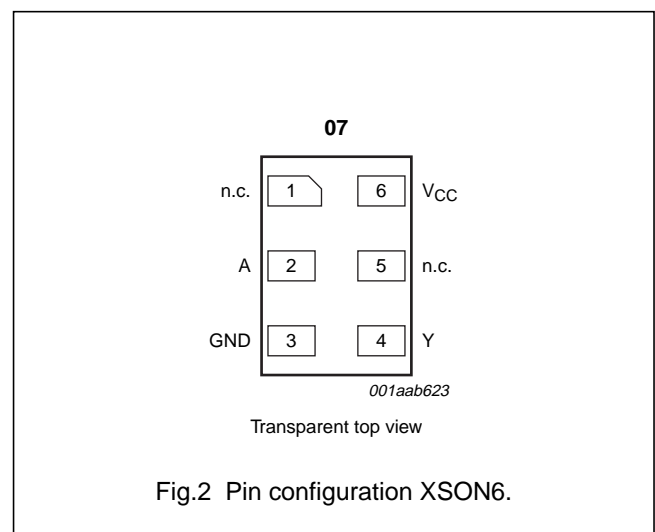 07
n.c. 1 6 VCC
A 2 5 n.c.
GND 3 4 Y
001aab623
Transparent top view
Fig.2 Pin configuration XSON6.